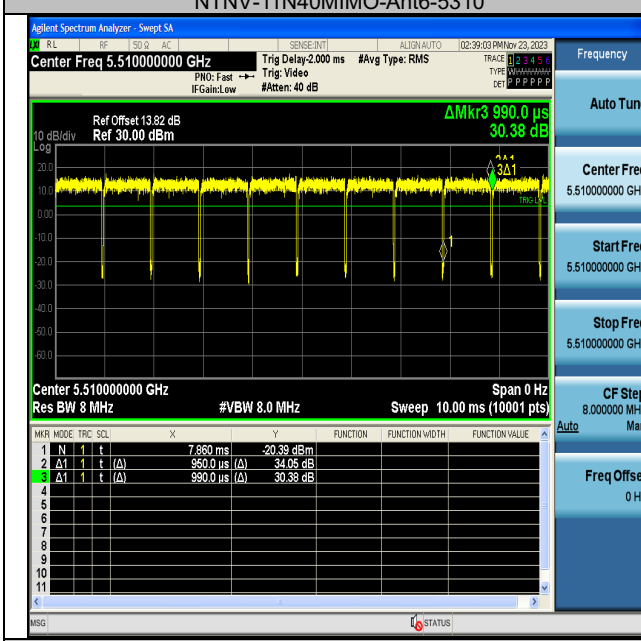 NTNV-11N40MIMO-Ant6-5310
Agilent Spectrum Analyzer - Swept SA
LXI RL RF 50 Ω AC SENSE:INT ALIGN AUTO 02:39:03 PM Nov 23, 2023
Center Freq 5.510000000 GHz
PNO: Fast
IFGain:Low
Trig Delay-2.000 ms
Trig: Video
#Atten: 40 dB
#Avg Type: RMS
TRACE 1 2 3 4 5 6
TYPE
DET P P P P P P
Frequency
Auto Tun
Center Fre
5.510000000 GH
Start Fre
5.510000000 GH
Stop Fre
5.510000000 GH
CF Step
8.000000 MH
Auto Ma
Freq Offse
0 H
Ref Offset 13.82 dB
10 dB/div Ref 30.00 dBm
ΔMkr3 990.0 µs
30.38 dB
Log
20.0
10.0
0.00
-10.0
-20.0
-30.0
-40.0
-50.0
-60.0
3Δ1
TRIG LVL
1
Center 5.510000000 GHz Span 0 Hz
Res BW 8 MHz #VBW 8.0 MHz Sweep 10.00 ms (10001 pts)
MKR MODE TRC SCL X Y FUNCTION FUNCTION WIDTH FUNCTION VALUE
1 N 1 t 7.860 ms -20.39 dBm
2 Δ1 1 t (Δ) 950.0 µs (Δ) 34.05 dB
3 Δ1 1 t (Δ) 990.0 µs (Δ) 30.38 dB
4
5
6
7
8
9
10
11
MSG STATUS